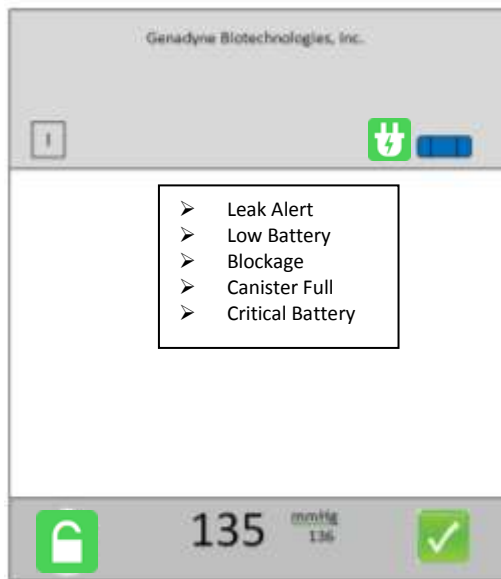 Genadyne Biotechnologies, Inc.
I
➢ Leak Alert
➢ Low Battery
➢ Blockage
➢ Canister Full
➢ Critical Battery
135 mmHg
136